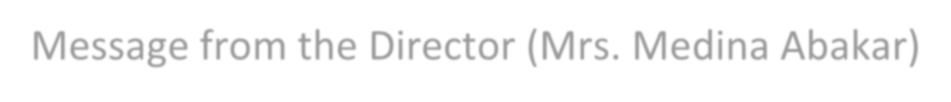 Message from the Director (Mrs. Medina Abakar)